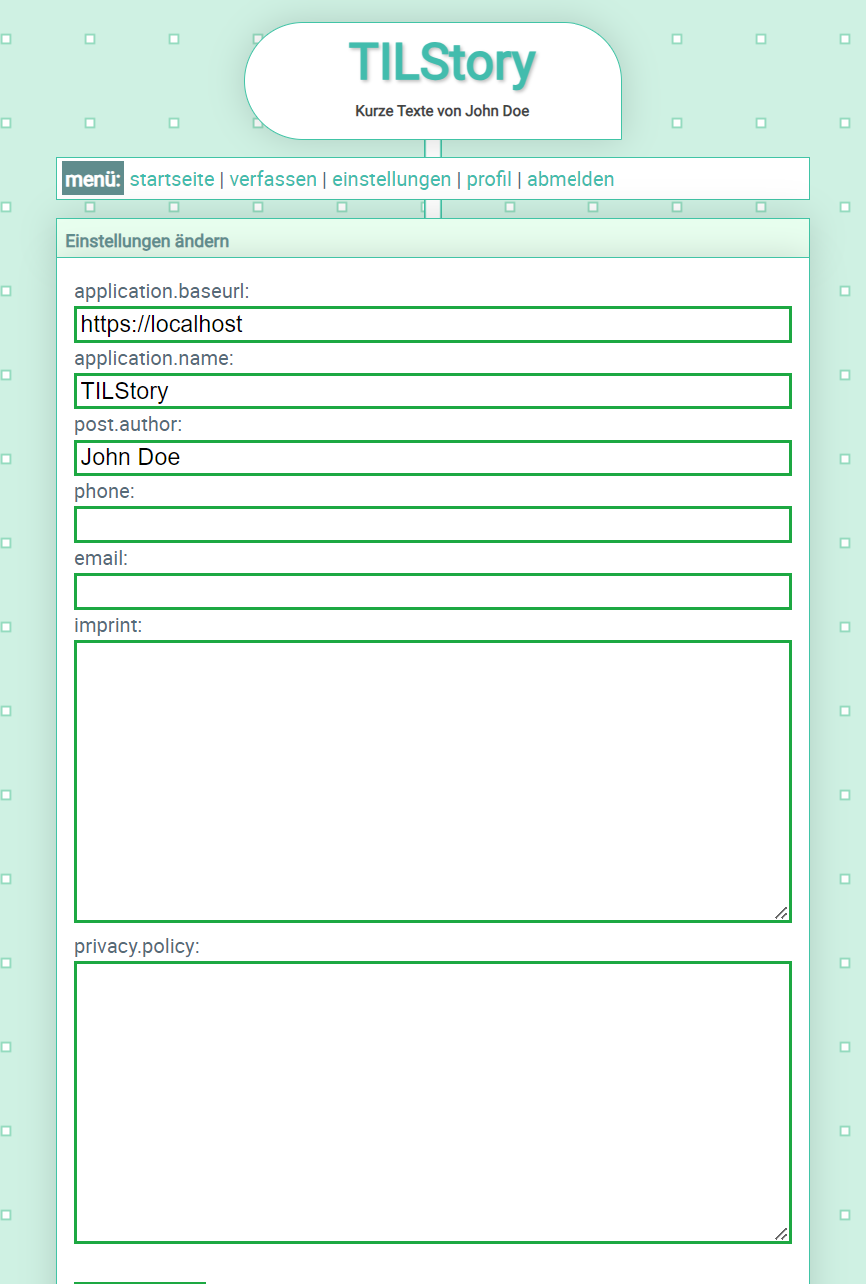 TILStory
Kurze Texte von John Doe
menü: startseite | verfassen | einstellungen | profil | abmelden
Einstellungen ändern
application.baseurl:
https://localhost
application.name:
TILStory
post.author:
John Doe
phone:
email:
imprint:
privacy.policy: